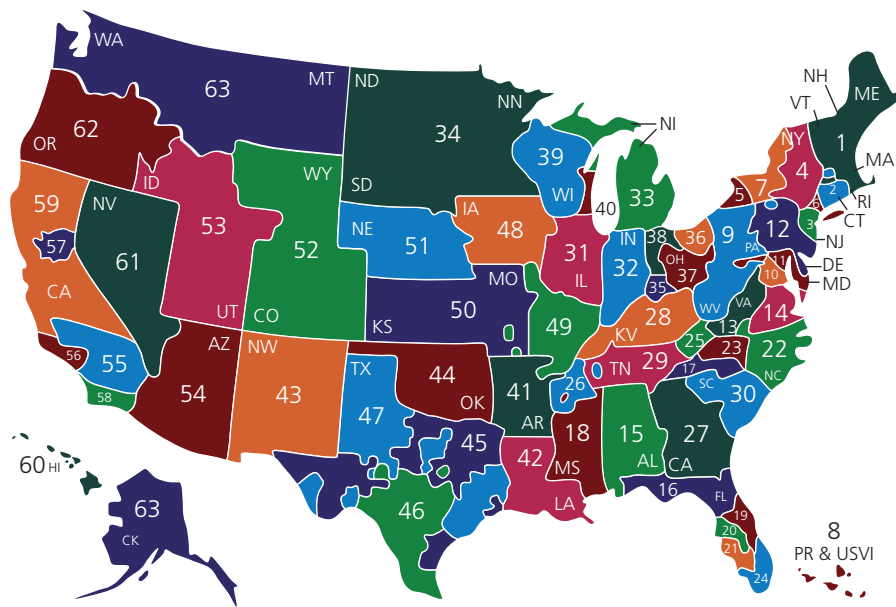 WA
63
MT
ND
NN
NH
ME
VT
NI
62
34
39
NY
1
OR
4
MA
ID
WY
SD
WI
33
5
7
2
6
RI
CT
59
NV
53
NE
IA
48
40
IN
38
36
9
12
3
57
61
52
51
31
32
OH
37
PA
NJ
11
DE
10
MD
CA
UT
CO
KS
MO
50
IL
35
28
WV
VA
14
49
KV
13
56
55
AZ
NW
TX
44
TN
29
25
23
22
58
54
43
47
OK
41
AR
26
17
SC
30
NC
60 HI
45
42
18
MS
15
AL
27
CA
46
LA
16
FL
63
CK
19
20
21
24
8
PR & USVI